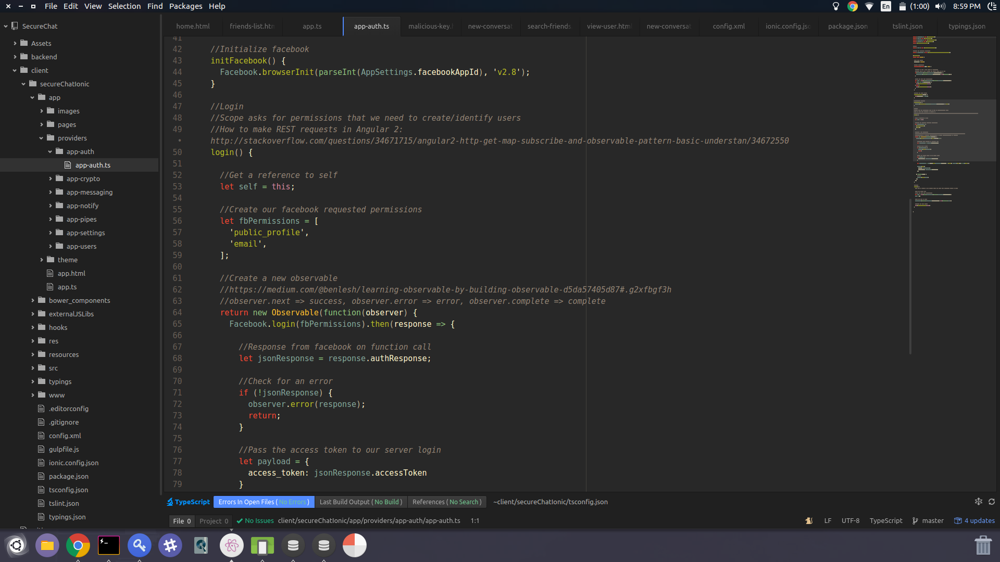 File Edit View Selection Find Packages Help
En (1:00) 8:59 PM
SecureChat
Assets
backend
client
secureChatIonic
app
images
pages
providers
app-auth
app-auth.ts
app-crypto
app-messaging
app-notify
app-pipes
app-settings
app-users
theme
app.html
app.ts
bower_components
externalJSLibs
hooks
res
resources
src
typings
www
.editorconfig
.gitignore
config.xml
gulpfile.js
ionic.config.json
package.json
tsconfig.json
tslint.json
typings.json
home.html friends-list.htm app.ts app-auth.ts malicious-key.h new-conversat search-friends view-user.html new-conversat config.xml ionic.config.jso package.json tslint.json typings.json
41
42 //Initialize facebook
43 initFacebook() {
44 Facebook.browserInit(parseInt(AppSettings.facebookAppId), 'v2.8');
45 }
46
47 //Login
48 //Scope asks for permissions that we need to create/identify users
49 //How to make REST requests in Angular 2:
• http://stackoverflow.com/questions/34671715/angular2-http-get-map-subscribe-and-observable-pattern-basic-understan/34672550
50 login() {
51
52 //Get a reference to self
53 let self = this;
54
55 //Create our facebook requested permissions
56 let fbPermissions = [
57 'public_profile',
58 'email',
59 ];
60
61 //Create a new observable
62 //https://medium.com/@benlesh/learning-observable-by-building-observable-d5da57405d87#.g2xfbgf3h
63 //observer.next => success, observer.error => error, observer.complete => complete
64 return new Observable(function(observer) {
65 Facebook.login(fbPermissions).then(response => {
66
67 //Response from facebook on function call
68 let jsonResponse = response.authResponse;
69
70 //Check for an error
71 if (!jsonResponse) {
72 observer.error(response);
73 return;
74 }
75
76 //Pass the access token to our server login
77 let payload = {
78 access_token: jsonResponse.accessToken
79 }
TypeScript Errors In Open Files ( No Errors ) Last Build Output ( No Build ) References ( No Search ) ~client/secureChatIonic/tsconfig.json
File 0 Project 0 No Issues client/secureChatIonic/app/providers/app-auth/app-auth.ts 1:1 LF UTF-8 TypeScript master 4 updates